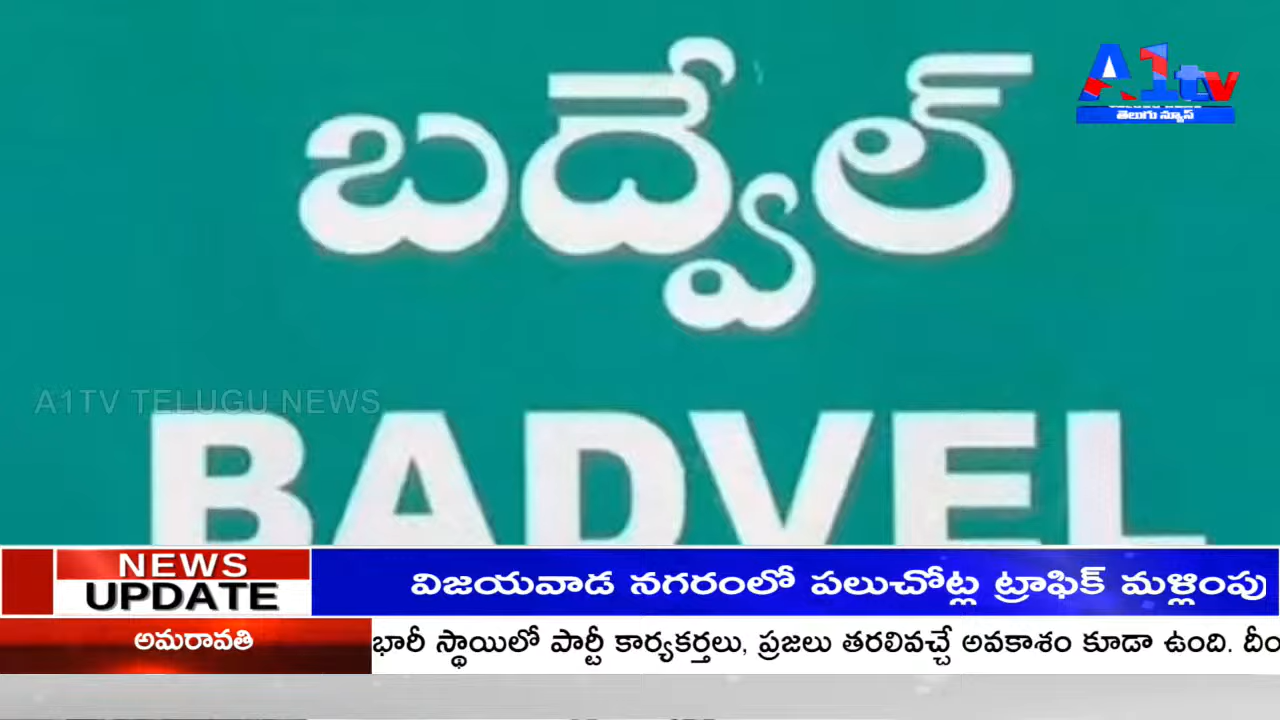 బద్వేల్
A1tv
తెలుగు న్యూస్
A1TV TELUGU NEWS
BADVEL
NEWS
UPDATE
విజయవాడ నగరంలో పలుచోట్ల ట్రాఫిక్ మళ్లింపు
అమరావతి
భారీ స్థాయిలో పార్టీ కార్యకర్తలు, ప్రజలు తరలివచ్చే అవకాశం కూడా ఉంది.